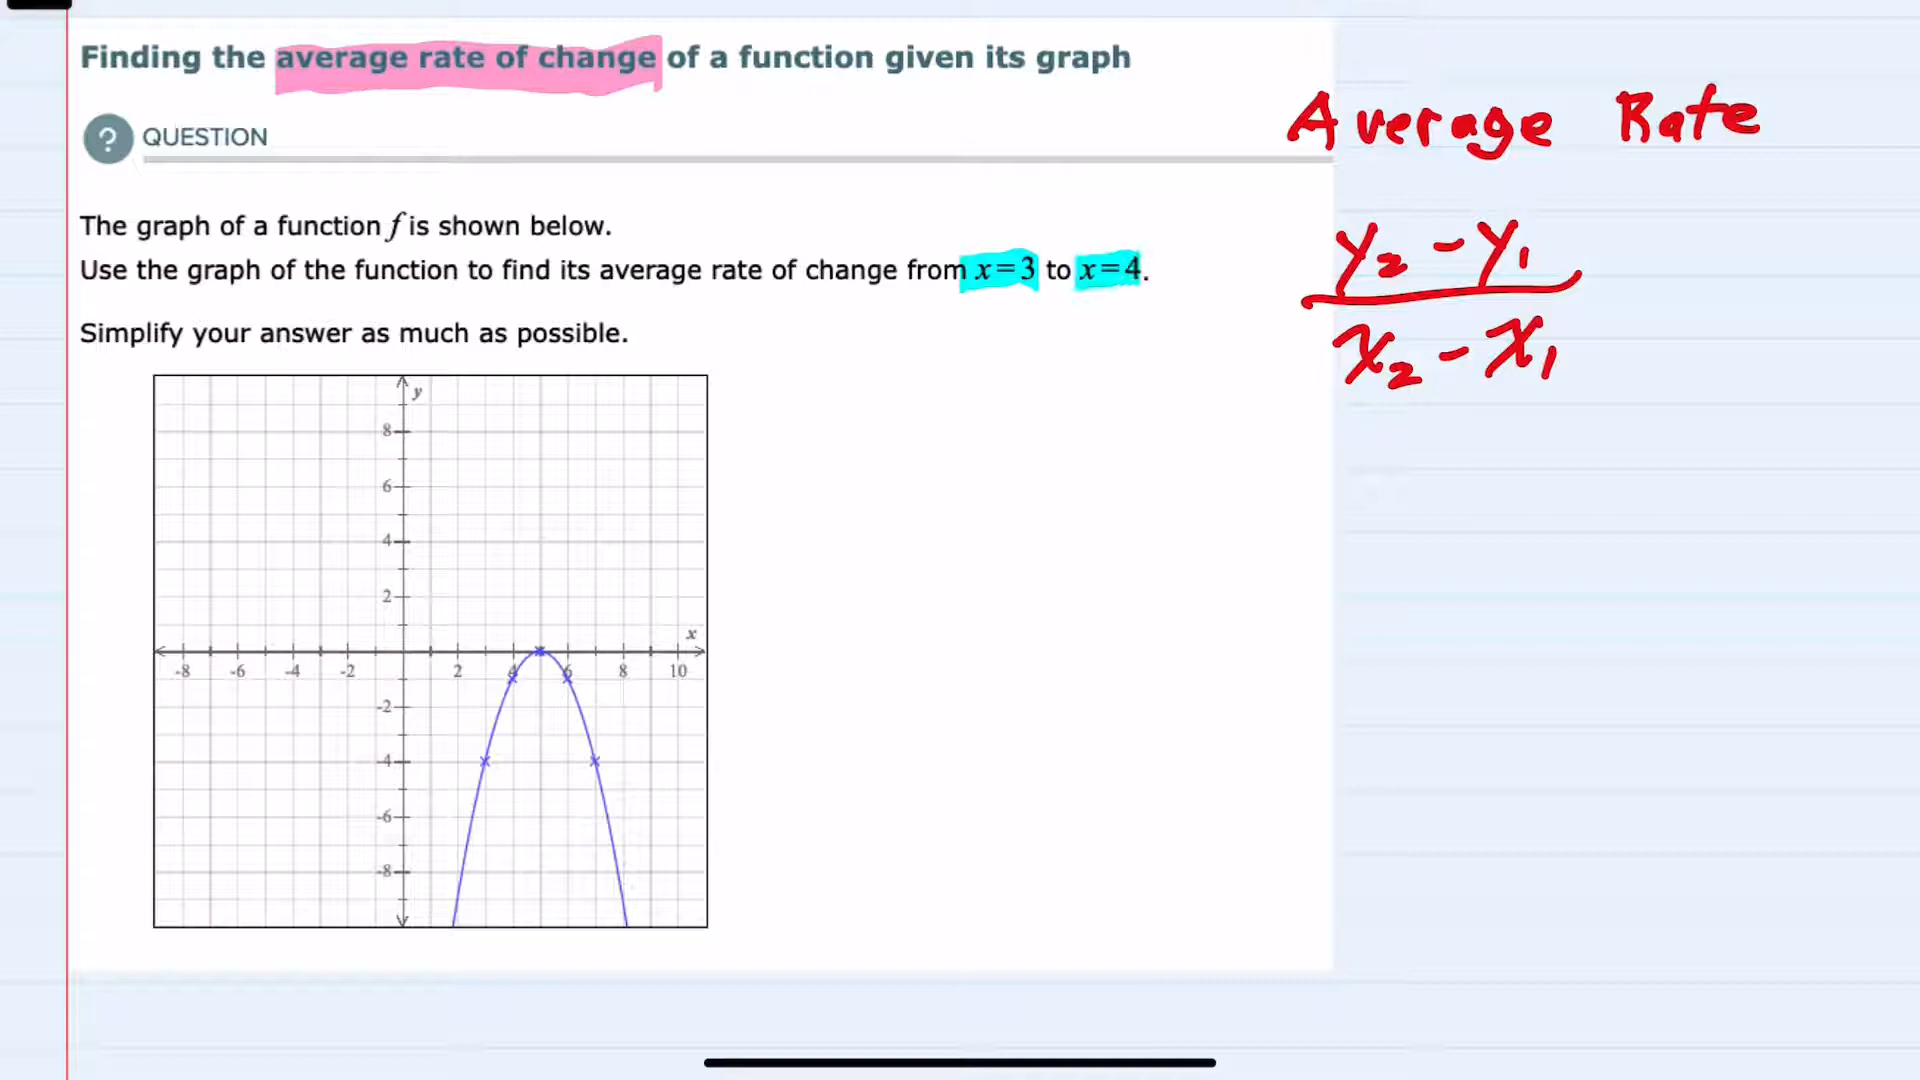 Finding the average rate of change of a function given its graph
Average Rate
? QUESTION
The graph of a function f is shown below.
Use the graph of the function to find its average rate of change from x=3 to x=4.
y₂ - y₁
x₂ - x₁
Simplify your answer as much as possible.
y
8
6
4
2
x
-8 -6 -4 -2 2 4 6 8 10
-2
-4
-6
-8